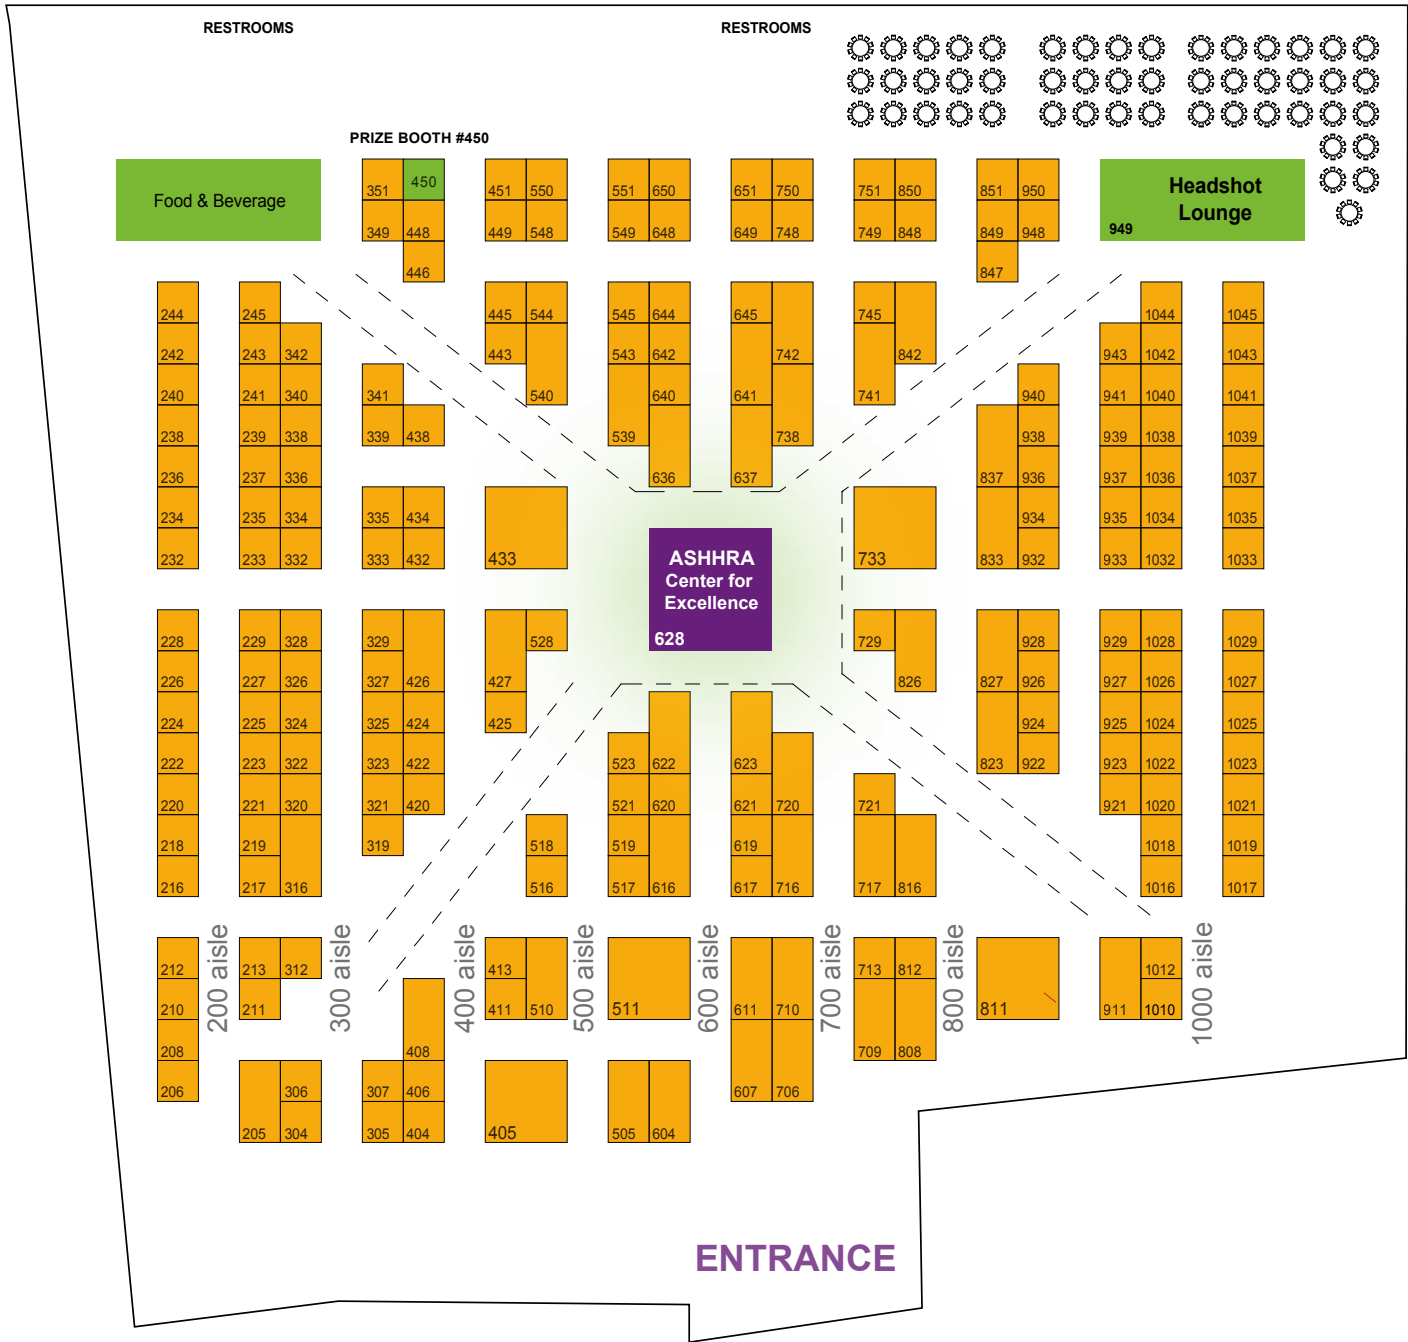 RESTROOMS RESTROOMS
PRIZE BOOTH #450
Food & Beverage
351 450 451 550 551 650 651 750 751 850 851 950
Headshot
Lounge
349 448 449 548 549 648 649 748 749 848 849 948 949
446 847
244 245 445 544 545 644 645 745 1044 1045
242 243 342 443 543 642 742 842 943 1042 1043
240 241 340 341 540 640 641 741 940 941 1040 1041
238 239 338 339 438 539 738 938 939 1038 1039
236 237 336 636 637 837 936 937 1036 1037
234 235 334 335 434 934 935 1034 1035
232 233 332 333 432 433 733 833 932 933 1032 1033
ASHHRA
Center for
Excellence
628
228 229 328 329 528 729 928 929 1028 1029
226 227 326 327 426 427 826 827 926 927 1026 1027
224 225 324 325 424 425 924 925 1024 1025
222 223 322 323 422 523 622 623 823 922 923 1022 1023
220 221 320 321 420 521 620 621 720 721 921 1020 1021
218 219 319 518 519 619 1018 1019
216 217 316 516 517 616 617 716 717 816 1016 1017
212 213 312 413 713 812 1012
210 211 411 510 511 611 710 811 911 1010
200 aisle
300 aisle
400 aisle
500 aisle
600 aisle
700 aisle
800 aisle
1000 aisle
208 408 709 808
206 306 307 406 607 706
205 304 305 404 405 505 604
ENTRANCE